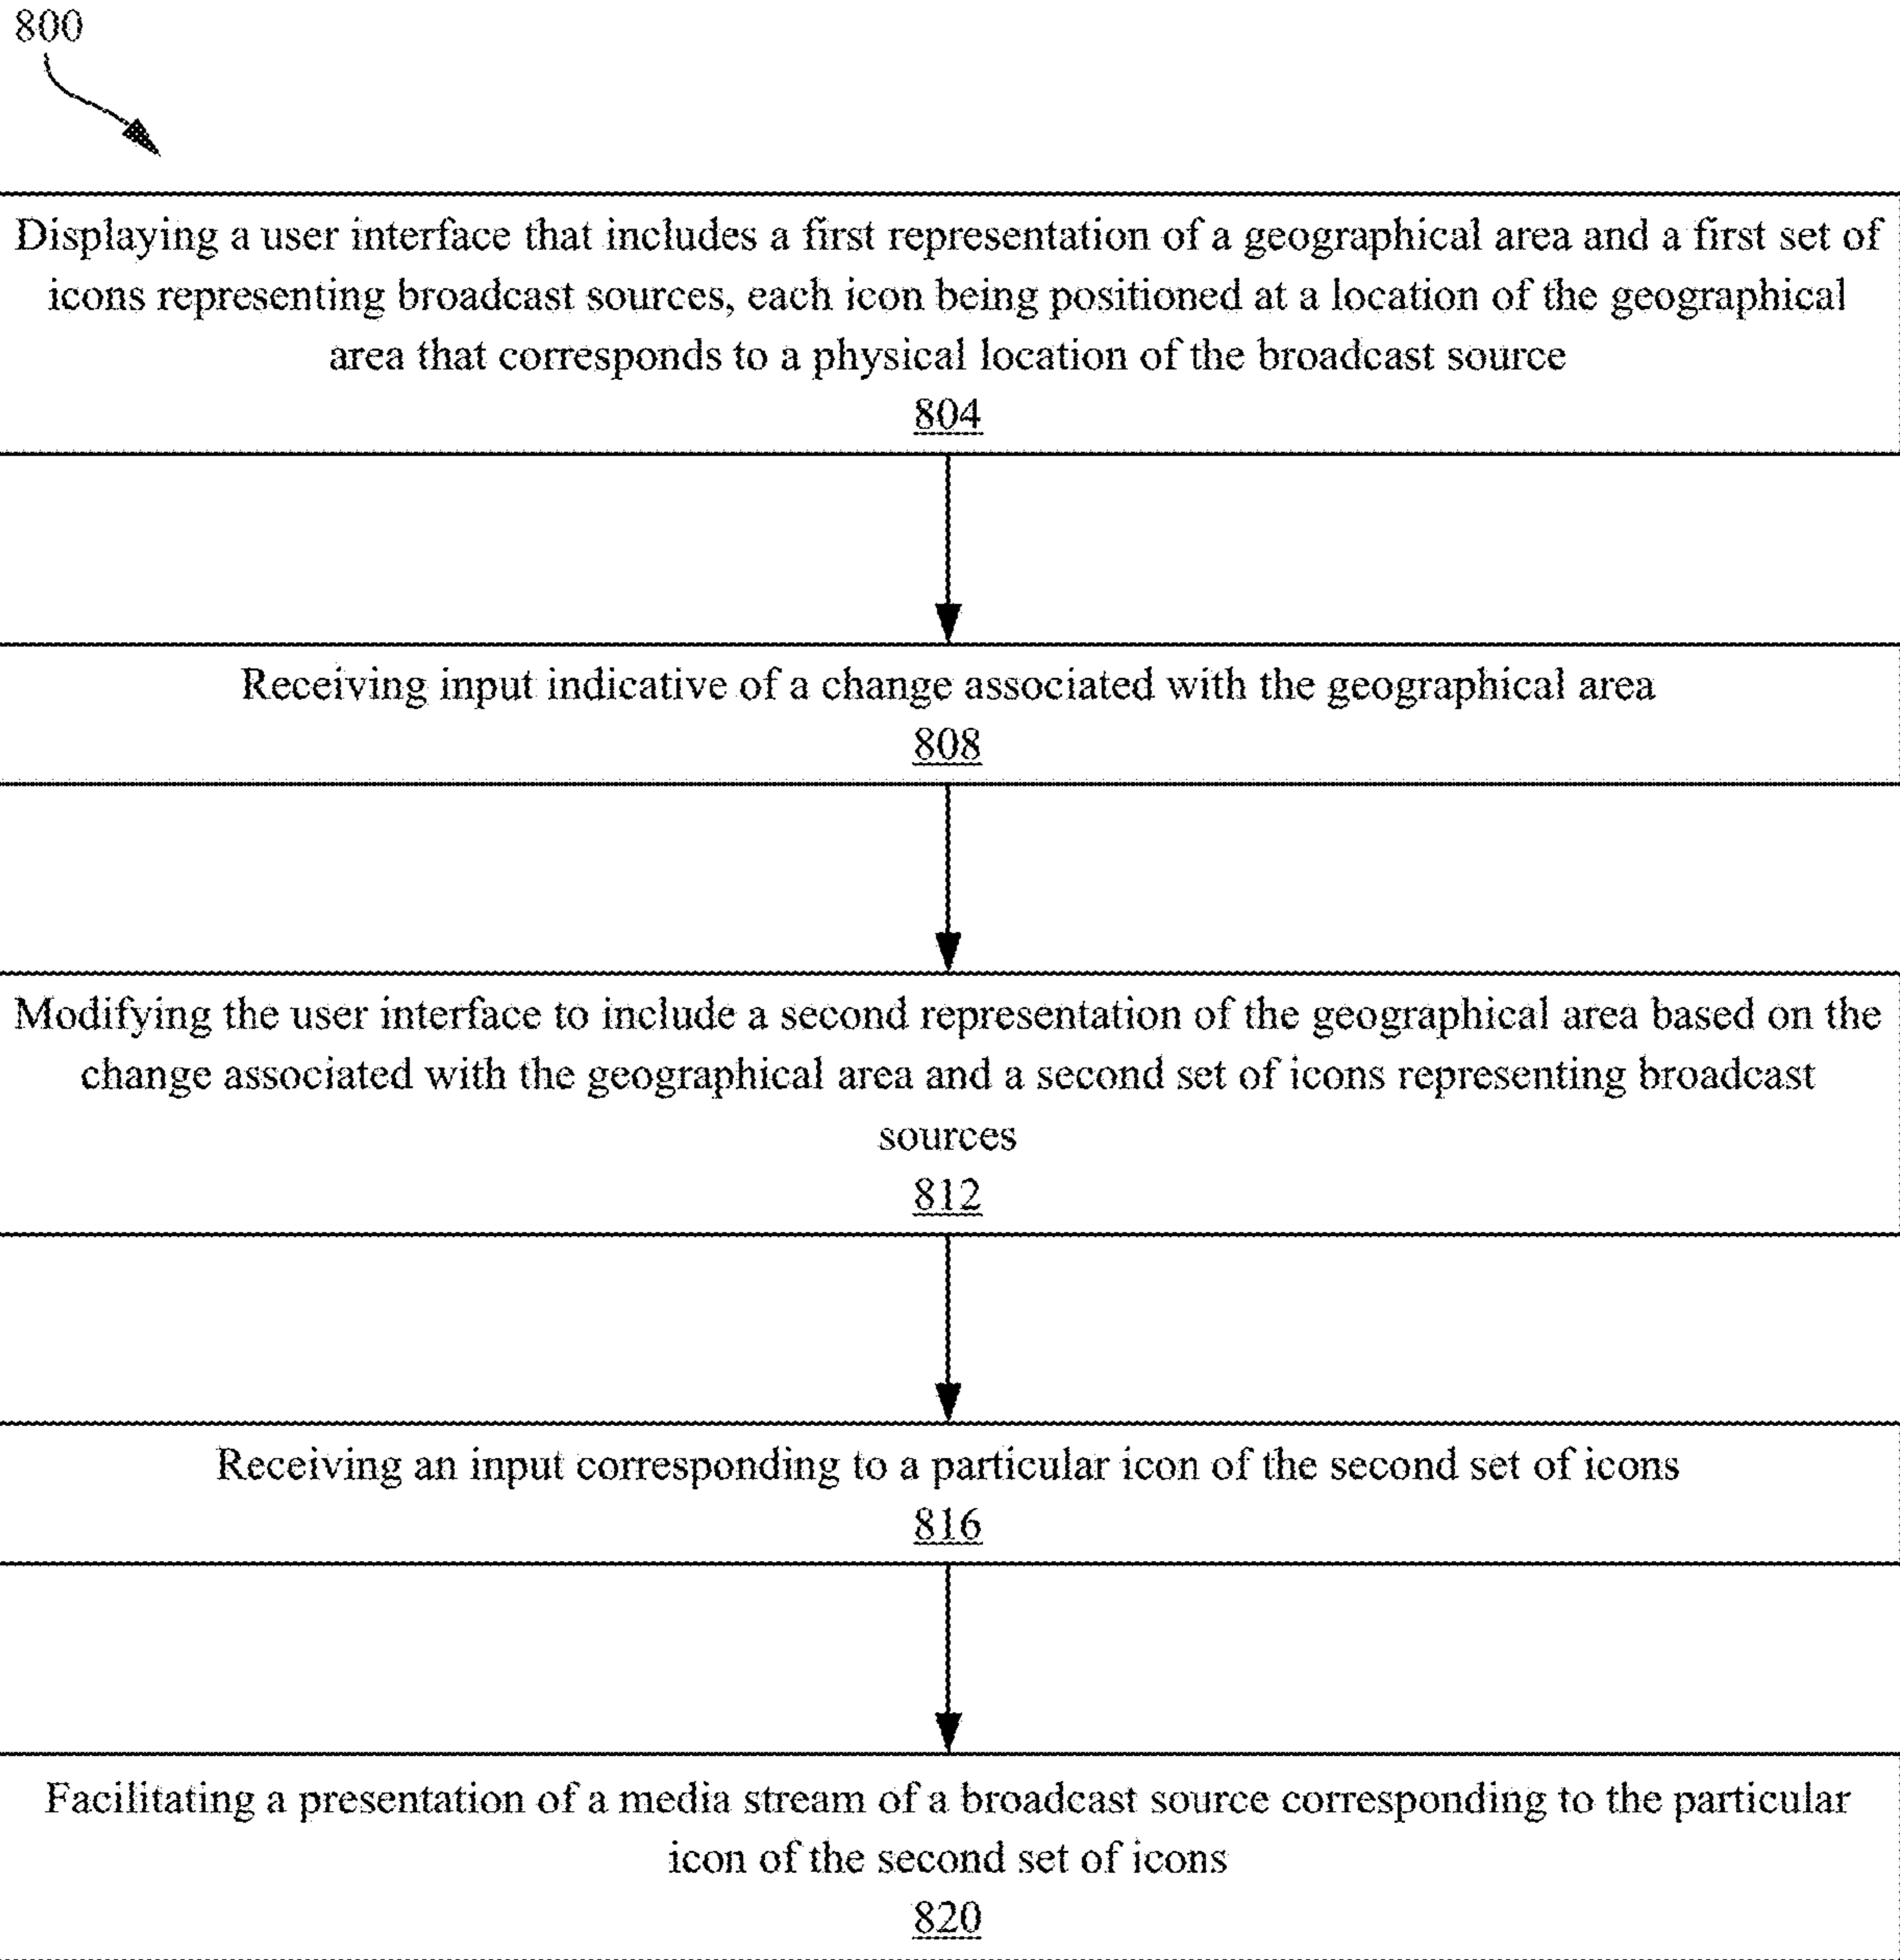 800
Displaying a user interface that includes a first representation of a geographical area and a first set of
icons representing broadcast sources, each icon being positioned at a location of the geographical
area that corresponds to a physical location of the broadcast source
804
Receiving input indicative of a change associated with the geographical area
808
Modifying the user interface to include a second representation of the geographical area based on the
change associated with the geographical area and a second set of icons representing broadcast
sources
812
Receiving an input corresponding to a particular icon of the second set of icons
816
Facilitating a presentation of a media stream of a broadcast source corresponding to the particular
icon of the second set of icons
820